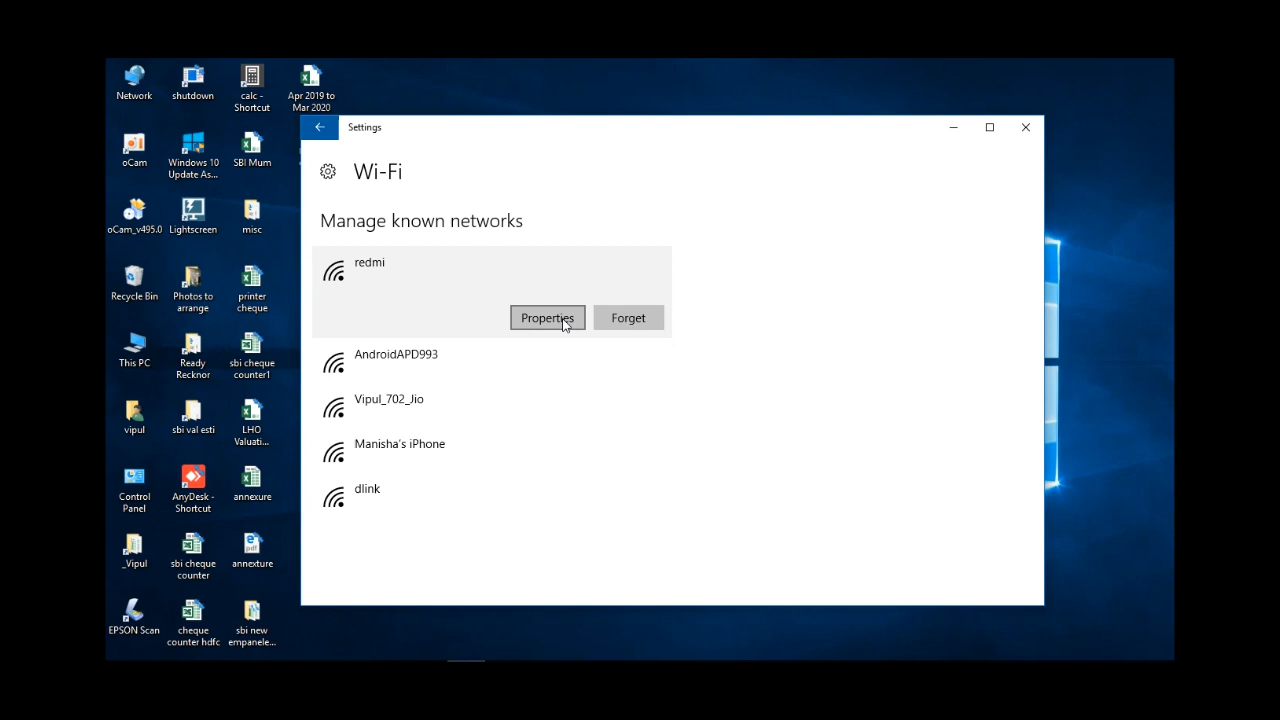 Network
shutdown
calc -
Shortcut
Apr 2019 to
Mar 2020
oCam
Windows 10
Update As...
SBI Mum
oCam_v495.0
Lightscreen
misc
Recycle Bin
Photos to
arrange
printer
cheque
This PC
Ready
Recknor
sbi cheque
counter1
vipul
sbi val esti
LHO
Valuati...
Control
Panel
AnyDesk -
Shortcut
annexure
_Vipul
sbi cheque
counter
pdf
annexture
EPSON Scan
cheque
counter hdfc
sbi new
empanele...
Settings
Wi-Fi
Manage known networks
redmi
Properties
Forget
AndroidAPD993
Vipul_702_Jio
Manisha's iPhone
dlink